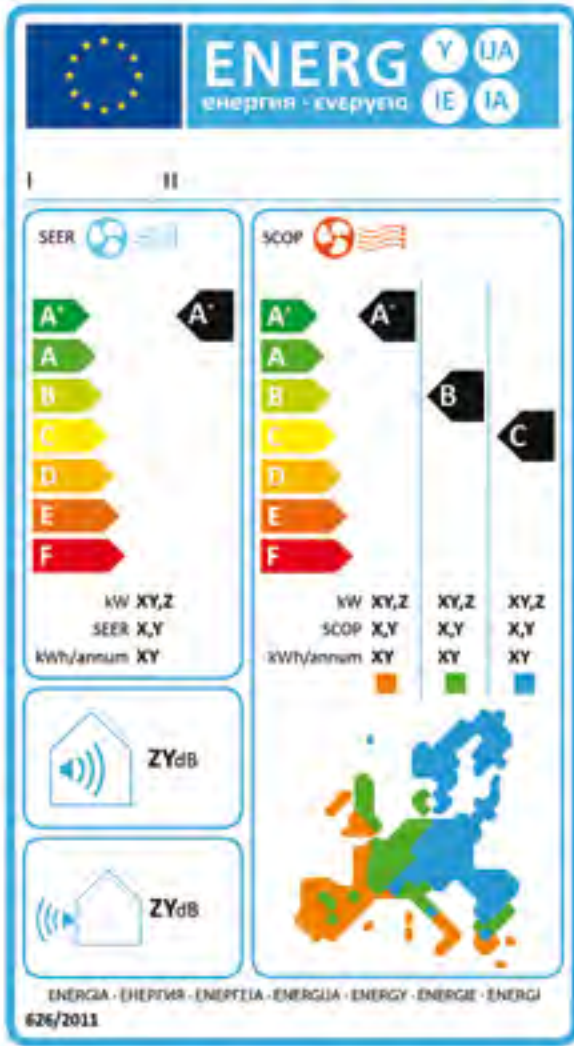 ENERG Y IJA
енергия · ενεργεια IE IA
I II
SEER
A⁺ A⁺
A
B
C
D
E
F
kW XY,Z
SEER X,Y
kWh/annum XY
SCOP
A⁺ A⁺
A
B B
C C
D
E
F
kW XY,Z XY,Z XY,Z
SCOP X,Y X,Y X,Y
kWh/annum XY XY XY
ZYdB
ZYdB
ENERGIA · ЕНЕРГИЯ · ΕΝΕΡΓΕΙΑ · ENERGIJA · ENERGY · ENERGIE · ENERGI
626/2011